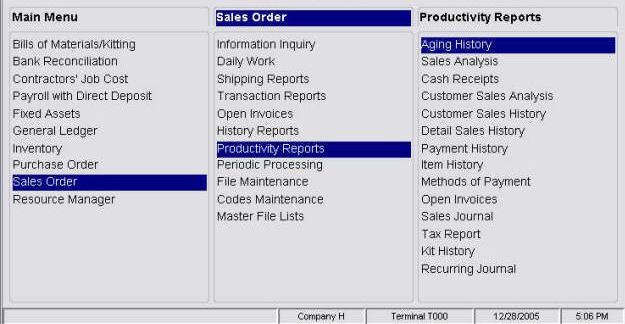 Main Menu
Bills of Materials/Kitting
Bank Reconciliation
Contractors' Job Cost
Payroll with Direct Deposit
Fixed Assets
General Ledger
Inventory
Purchase Order
Sales Order
Resource Manager
Sales Order
Information Inquiry
Daily Work
Shipping Reports
Transaction Reports
Open Invoices
History Reports
Productivity Reports
Periodic Processing
File Maintenance
Codes Maintenance
Master File Lists
Productivity Reports
Aging History
Sales Analysis
Cash Receipts
Customer Sales Analysis
Customer Sales History
Detail Sales History
Payment History
Item History
Methods of Payment
Open Invoices
Sales Journal
Tax Report
Kit History
Recurring Journal
Company H
Terminal T000
12/28/2005
5:06 PM